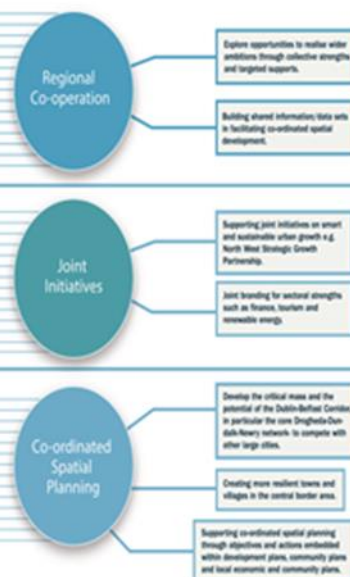 Regional
Co-operation
Explore opportunities to realise wider
ambitions through collective strengths
and targeted supports.
Building shared information/data sets
in facilitating co-ordinated spatial
development.
Joint
Initiatives
Supporting joint initiatives on smart
and sustainable urban growth e.g.
North West Strategic Growth
Partnership.
Joint branding for sectoral strengths
such as finance, tourism and
renewable energy.
Co-ordinated
Spatial
Planning
Develop the critical mass and the
potential of the Dublin-Belfast Corridor
in particular the core Drogheda-Dun-
dalk-Newry network- to compete with
other large cities.
Creating more resilient towns and
villages in the central border area.
Supporting co-ordinated spatial planning
through objectives and actions embedded
within development plans, community plans
and local economic and community plans.